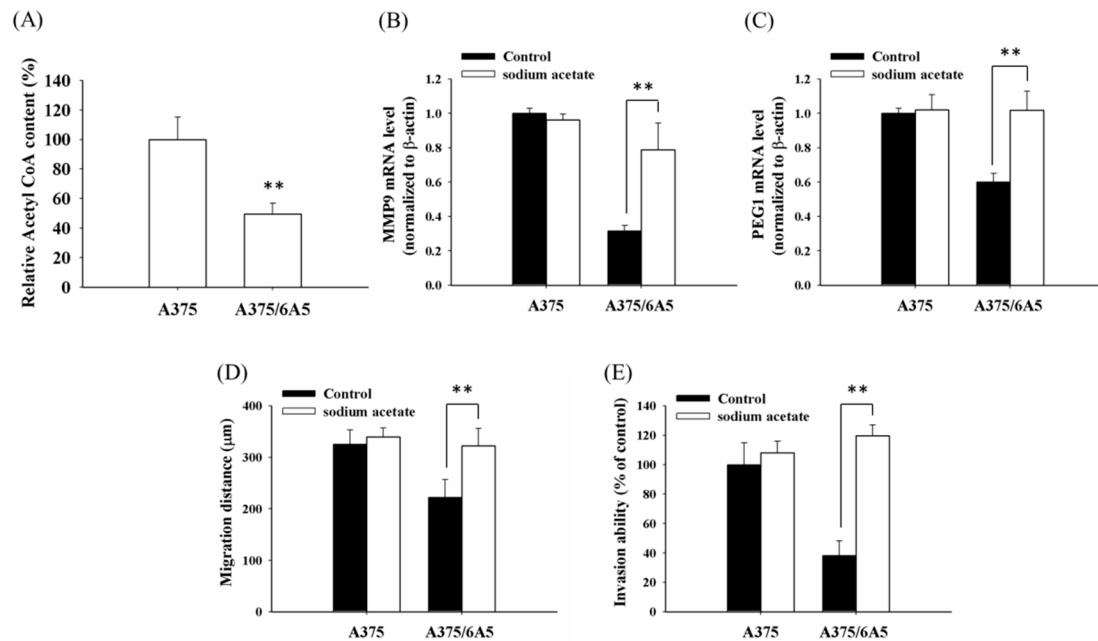 (A)
Relative Acetyl CoA content (%)
140
120
100
80
60
40
20
0
**
A375
A375/6A5
(B)
Control
sodium acetate
MMP9 mRNA level
(normalized to β-actin)
1.2
1.0
0.8
0.6
0.4
0.2
0.0
**
A375
A375/6A5
(C)
Control
sodium acetate
PEG1 mRNA level
(normalized to β-actin)
1.2
1.0
0.8
0.6
0.4
0.2
0.0
**
A375
A375/6A5
(D)
Control
sodium acetate
Migration distance (μm)
400
300
200
100
0
**
A375
A375/6A5
(E)
Control
sodium acetate
Invasion ability (% of control)
140
120
100
80
60
40
20
0
**
A375
A375/6A5